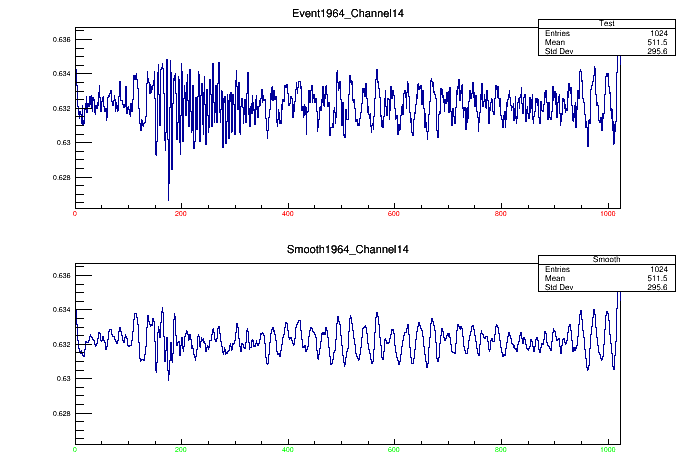 Event1964_Channel14
Test
Entries 1024
Mean 511.5
Std Dev 295.6
0.636
0.634
0.632
0.63
0.628
0 200 400 600 800 1000
Smooth1964_Channel14
Smooth
Entries 1024
Mean 511.5
Std Dev 295.6
0.636
0.634
0.632
0.63
0.628
0 200 400 600 800 1000